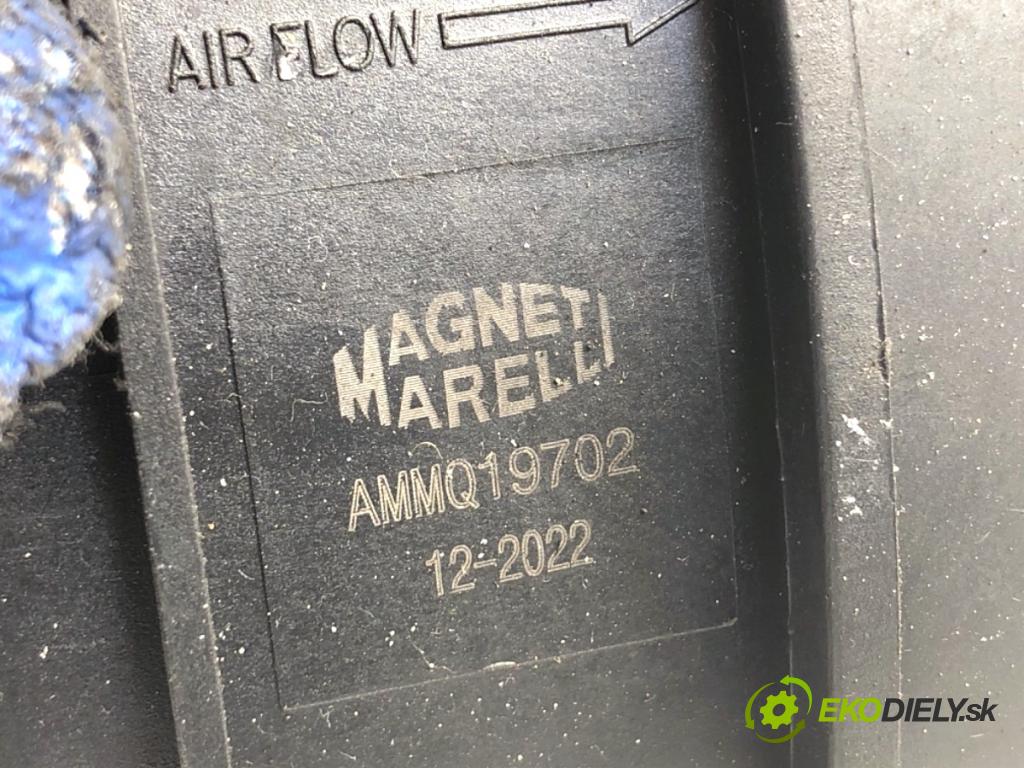 AIR FLOW
MAGNETI
MARELLI
AMMQ19702
12-2022
EKODIELY.sk